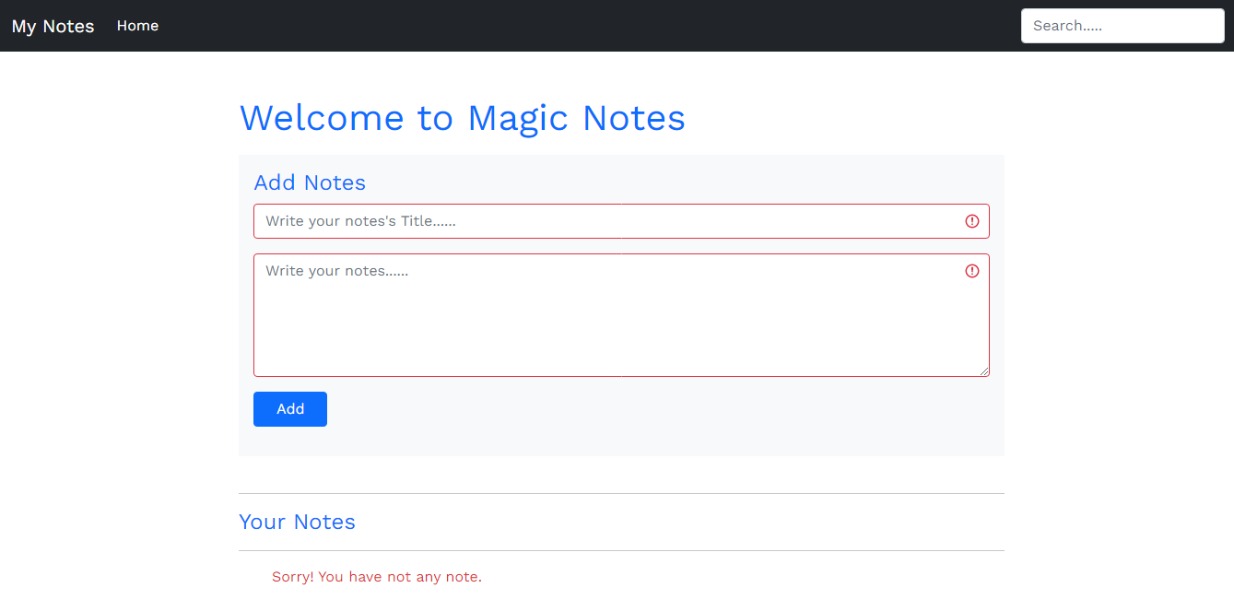 My Notes Home Search.....
Welcome to Magic Notes
Add Notes
Write your notes's Title......
Write your notes......
Add
Your Notes
Sorry! You have not any note.